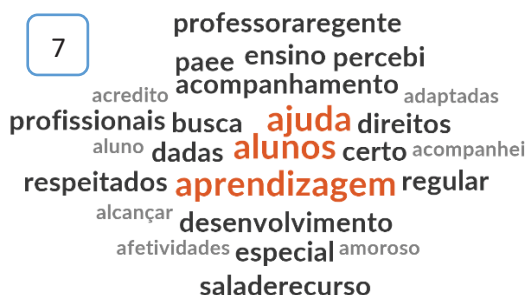 professoraregente
7
paee ensino percebi
acompanhamento
acredito adaptadas
profissionais busca ajuda direitos
aluno dadas alunos certo acompanhei
respeitados aprendizagem regular
alcançar desenvolvimento
afetividades especial amoroso
saladerecurso